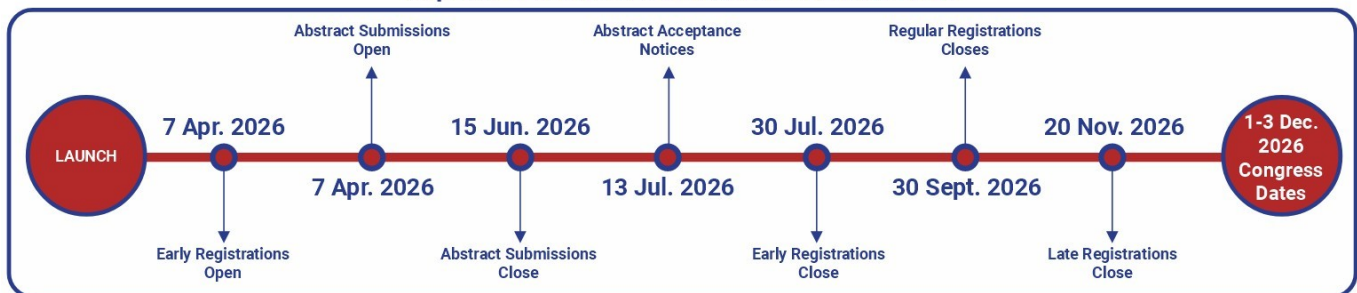 Abstract Submissions
Open
Abstract Acceptance
Notices
Regular Registrations
Closes
LAUNCH
7 Apr. 2026
7 Apr. 2026
15 Jun. 2026
13 Jul. 2026
30 Jul. 2026
30 Sept. 2026
20 Nov. 2026
1-3 Dec.
2026
Congress
Dates
Early Registrations
Open
Abstract Submissions
Close
Early Registrations
Close
Late Registrations
Close